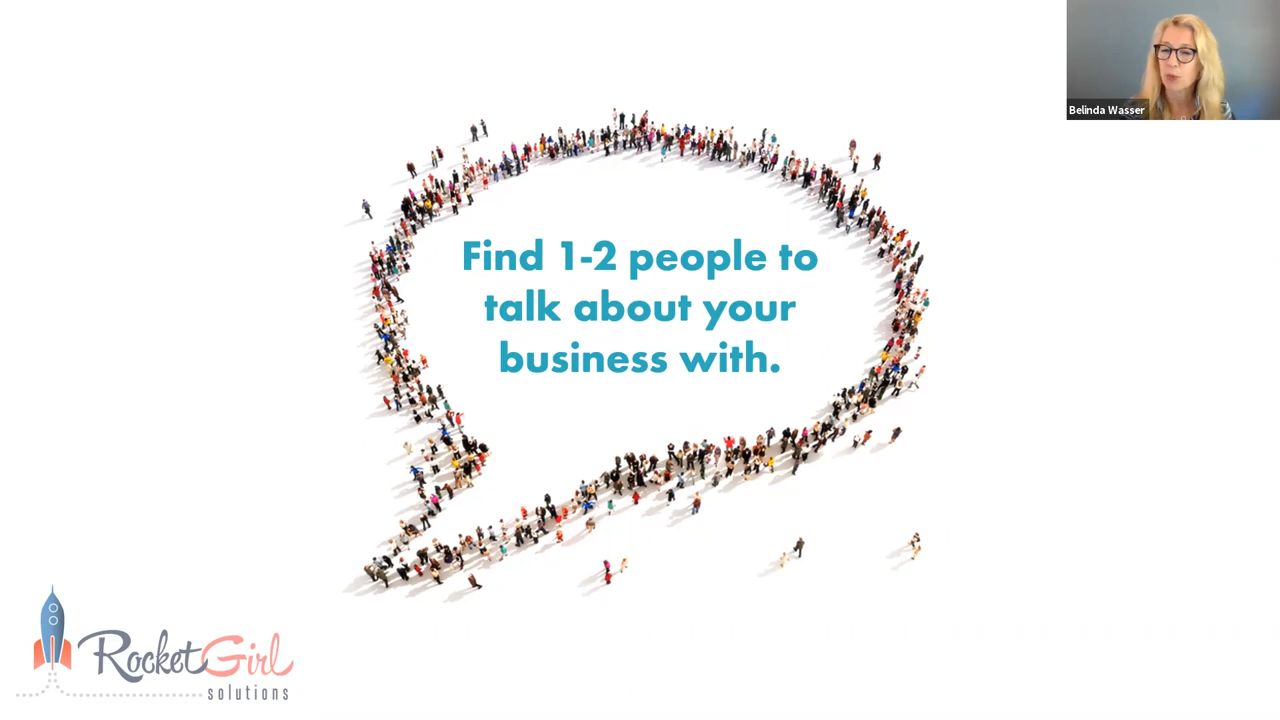 Belinda Wasser
Find 1-2 people to
talk about your
business with.
RocketGirl
solutions